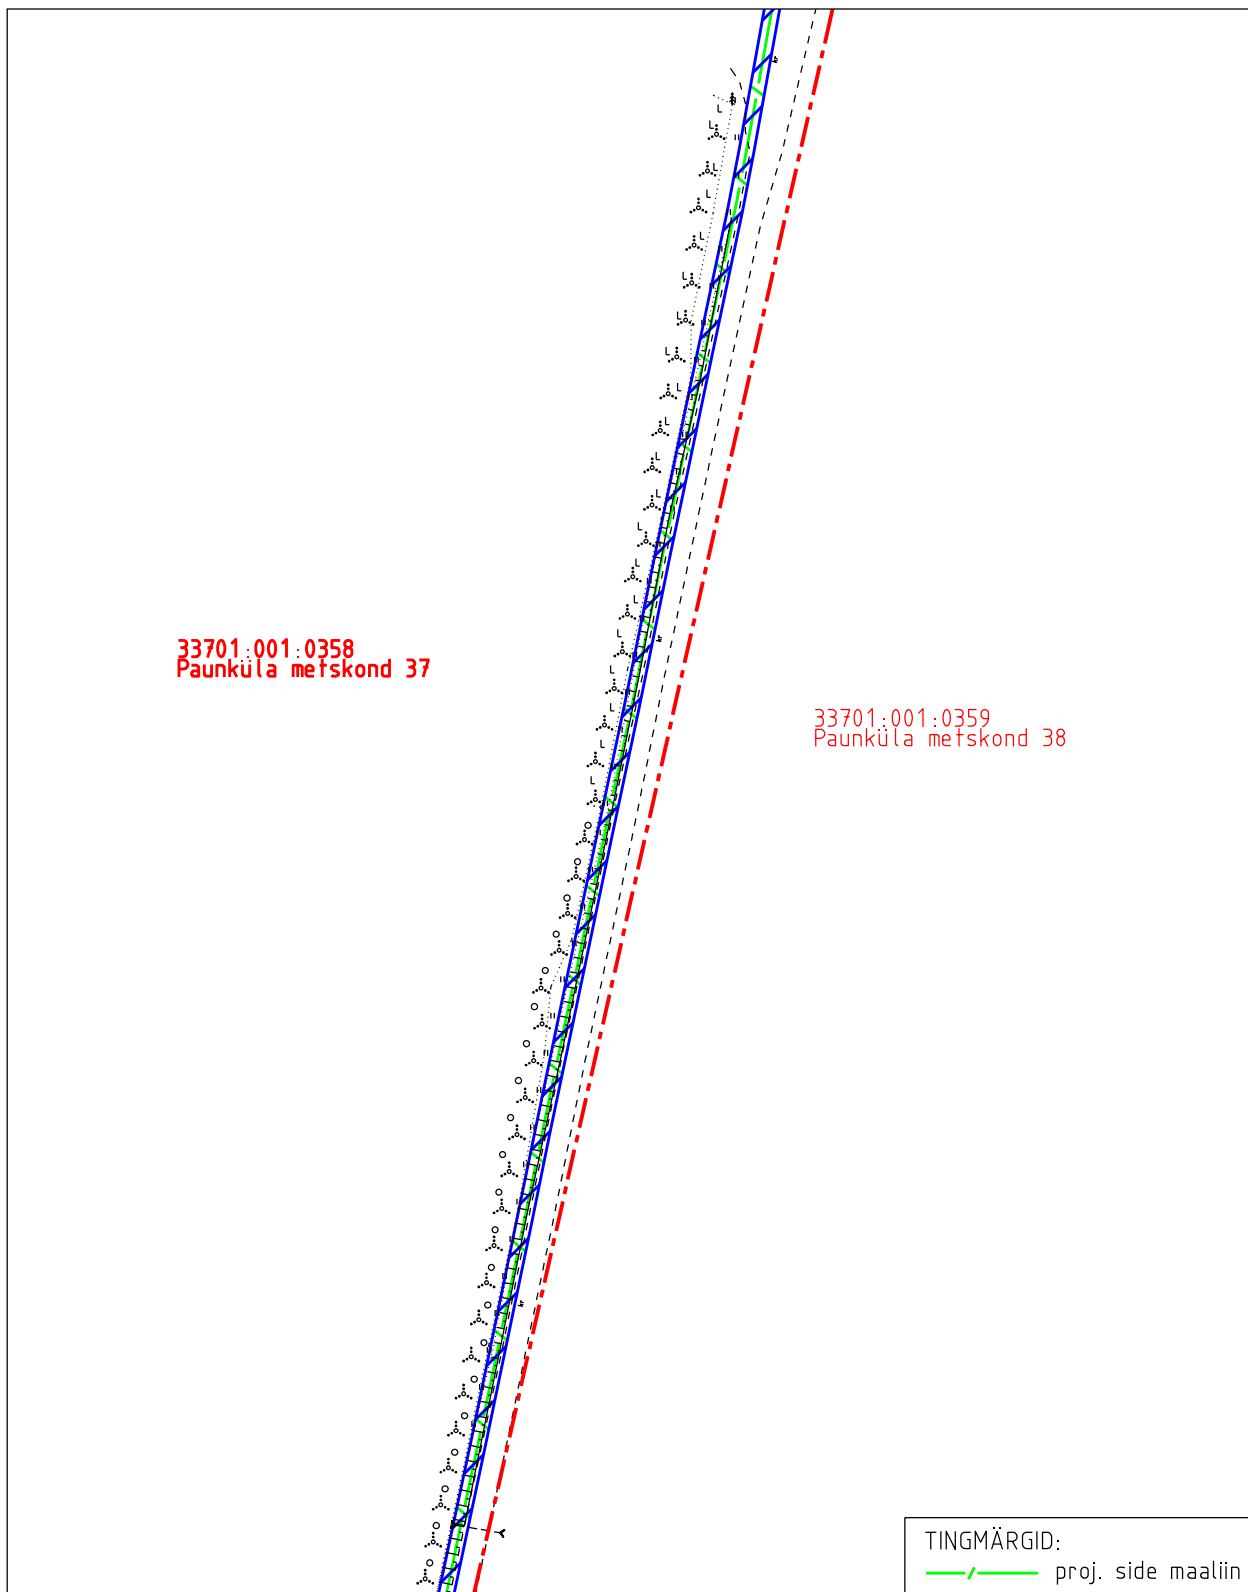 33701:001:0358
Paunküla metskond 37
33701:001:0359
Paunküla metskond 38
TINGMÄRGID:
proj. side maaliin